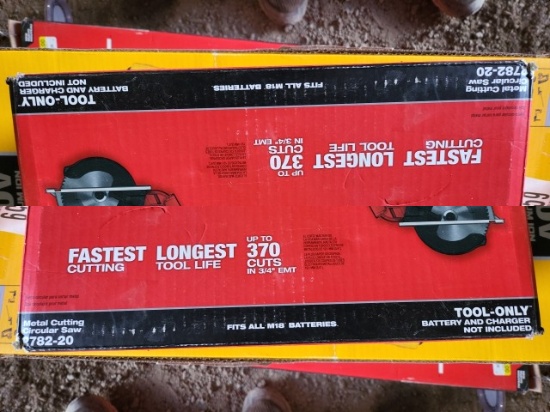 TOOL-ONLY
BATTERY AND CHARGER
NOT INCLUDED
FITS ALL M18 BATTERIES
Metal Cutting
Circular Saw
2782-20
UP TO
370
CUTS
IN 3/4" EMT
LONGEST
TOOL LIFE
FASTEST
CUTTING
FASTEST
CUTTING
LONGEST
TOOL LIFE
UP TO
370
CUTS
IN 3/4" EMT
Metal Cutting
Circular Saw
2782-20
FITS ALL M18 BATTERIES
TOOL-ONLY
BATTERY AND CHARGER
NOT INCLUDED